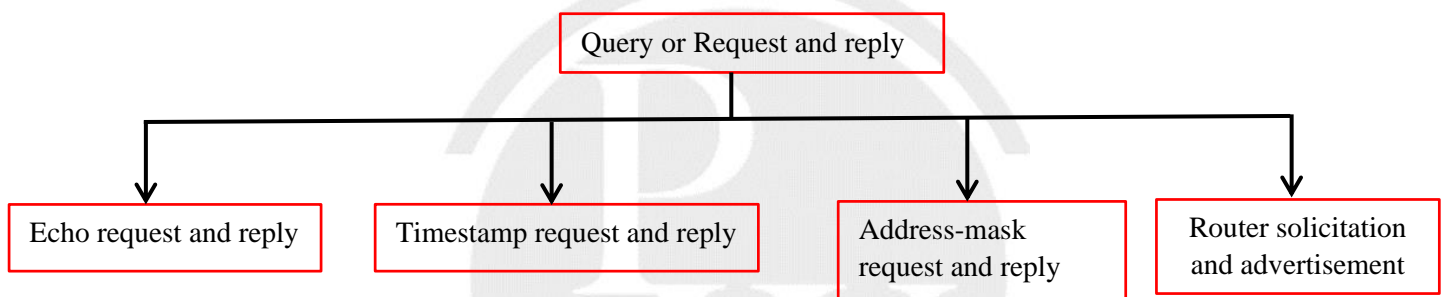 Query or Request and reply
Echo request and reply
Timestamp request and reply
Address-mask
request and reply
Router solicitation
and advertisement